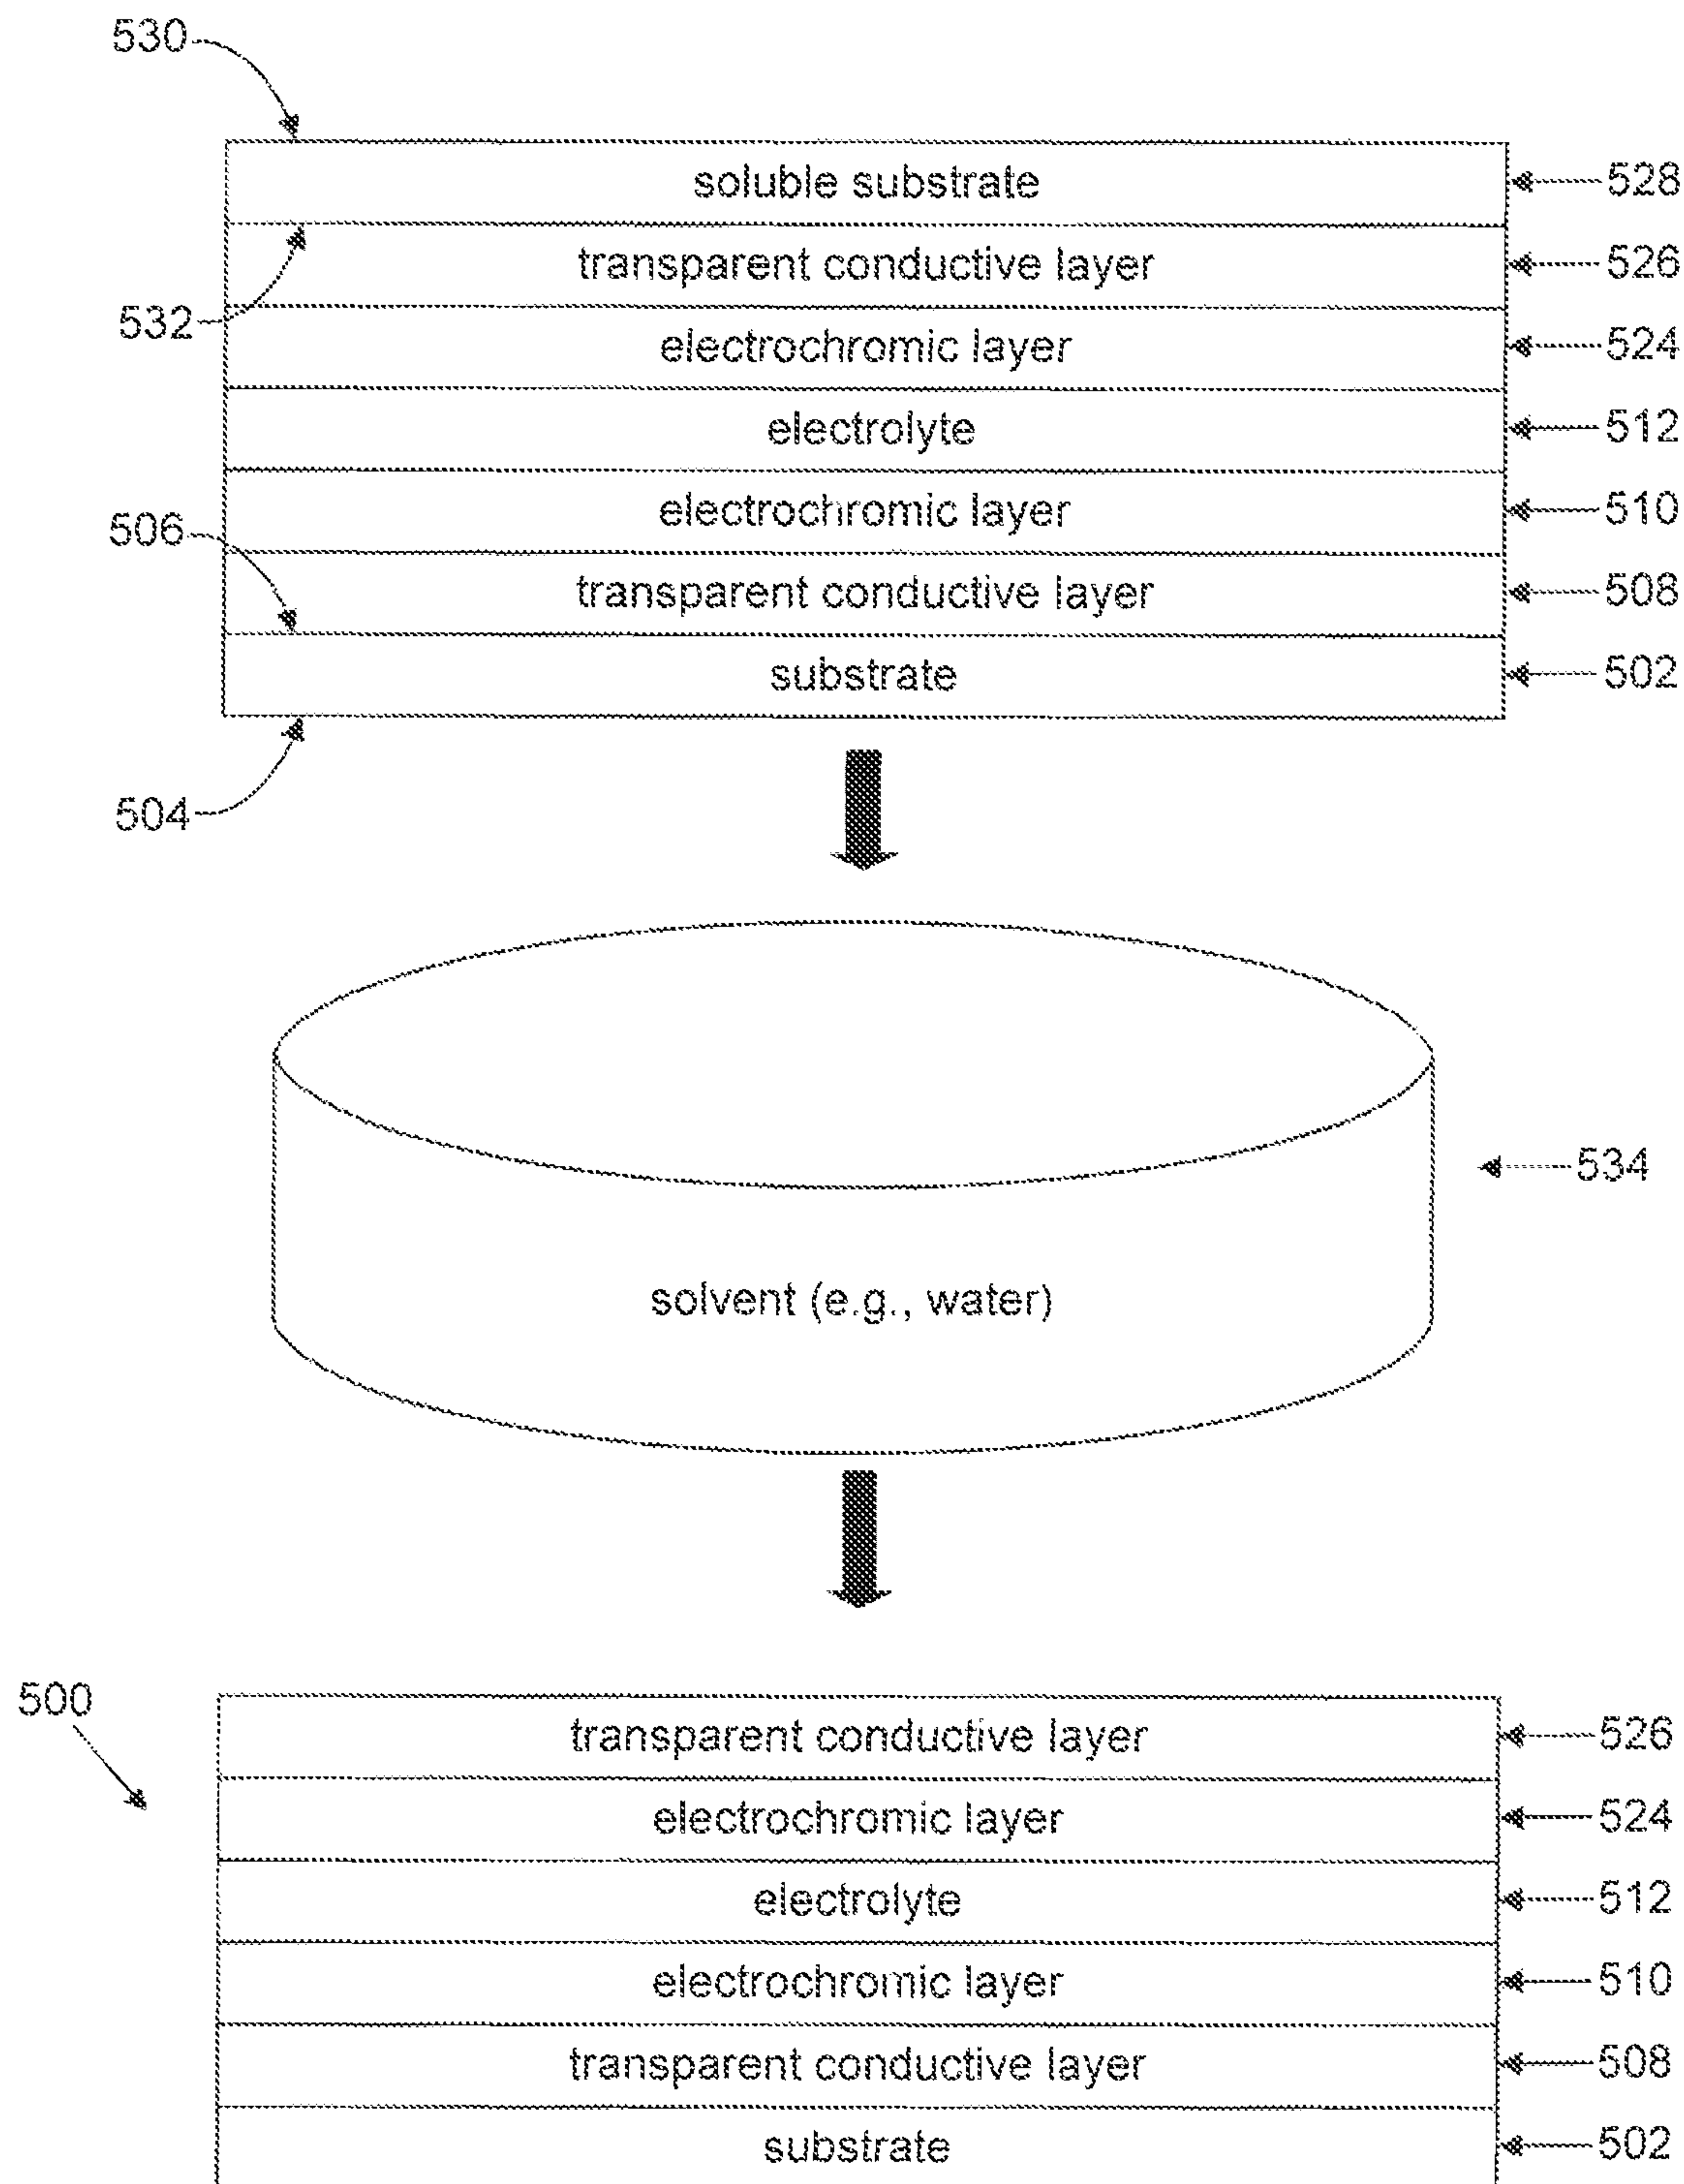 530
soluble substrate 528
transparent conductive layer 526
532
electrochromic layer 524
electrolyte 512
electrochromic layer 510
506
transparent conductive layer 508
substrate 502
504
534
solvent (e.g., water)
500
transparent conductive layer 526
electrochromic layer 524
electrolyte 512
electrochromic layer 510
transparent conductive layer 508
substrate 502